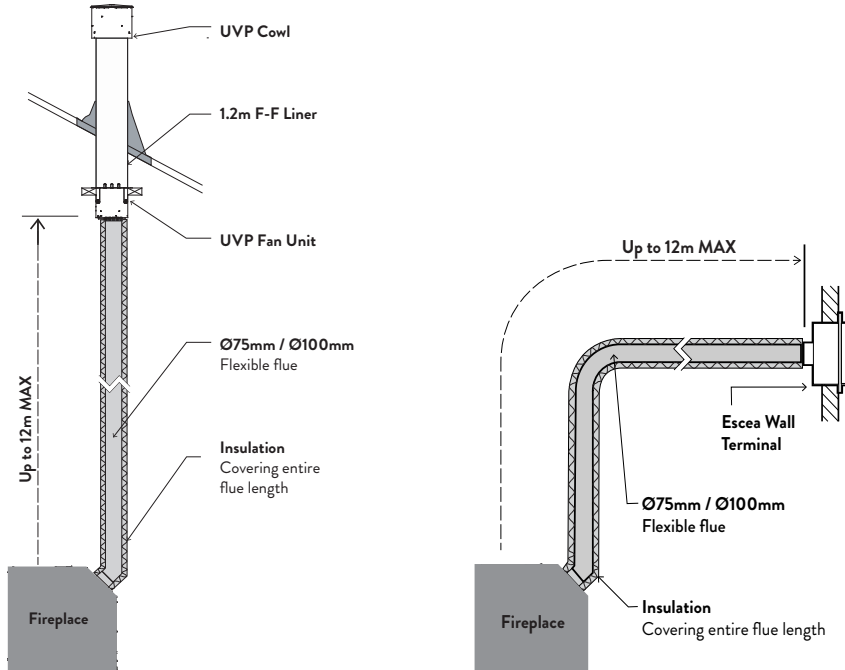 UVP Cowl
1.2m F-F Liner
UVP Fan Unit
Ø75mm / Ø100mm
Flexible flue
Up to 12m MAX
Insulation
Covering entire
flue length
Fireplace
Up to 12m MAX
Escea Wall
Terminal
Ø75mm / Ø100mm
Flexible flue
Insulation
Covering entire flue length
Fireplace